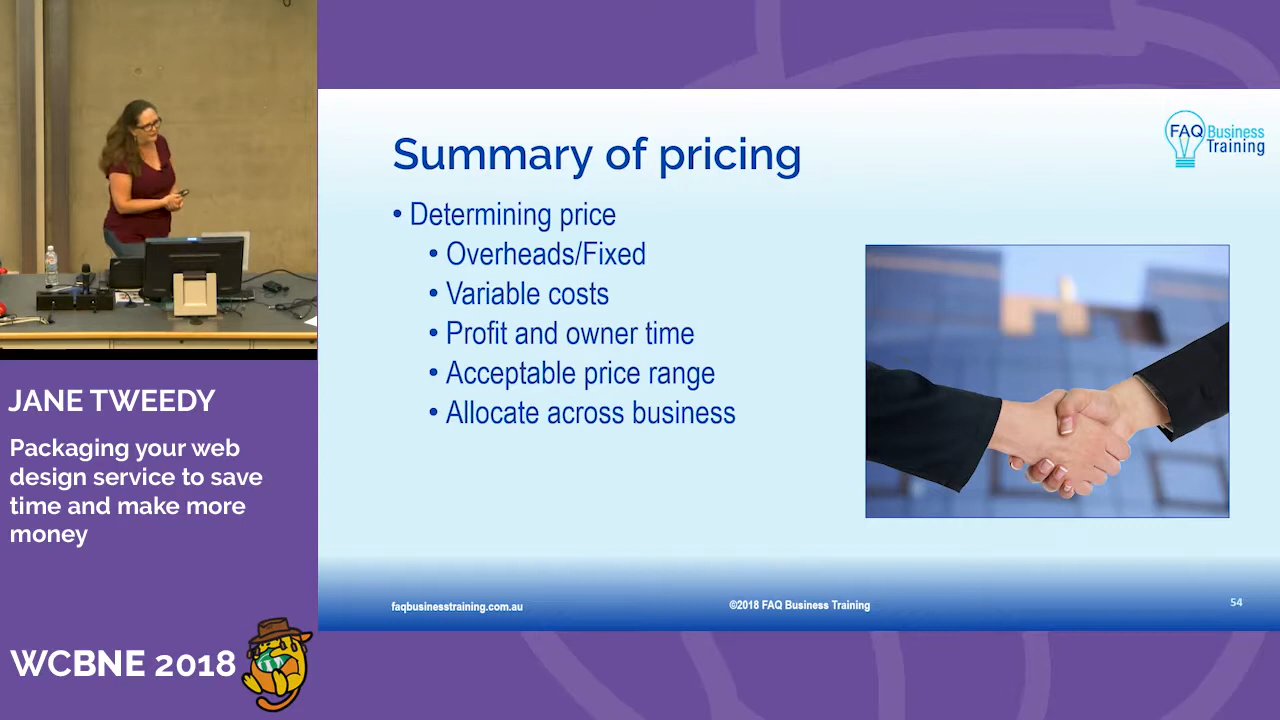 JANE TWEEDY
Packaging your web
design service to save
time and make more
money
WCBNE 2018
Summary of pricing
FAQ Business
Training
• Determining price
• Overheads/Fixed
• Variable costs
• Profit and owner time
• Acceptable price range
• Allocate across business
faqbusinesstraining.com.au
©2018 FAQ Business Training
54